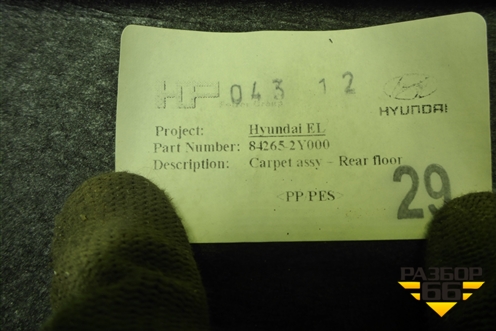 HP 043 12
HYUNDAI
Project: Hyundai EL
Part Number: 84265-2Y000
Description: Carpet assy - Rear floor
<PP PES>
29
РАЗБОР
66